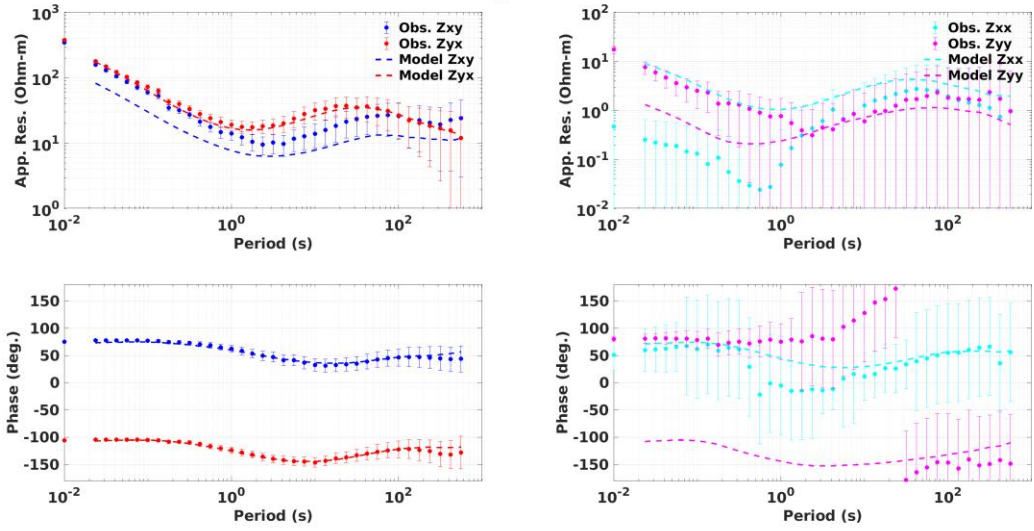 10³
10²
10¹
10⁰
App. Res. (Ohm-m)
10⁻²
10⁰
10²
Period (s)
Obs. Zxy
Obs. Zyx
Model Zxy
Model Zyx
10²
10¹
10⁰
10⁻¹
10⁻²
App. Res. (Ohm-m)
10⁻²
10⁰
10²
Period (s)
Obs. Zxx
Obs. Zyy
Model Zxx
Model Zyy
150
100
50
0
-50
-100
-150
Phase (deg.)
10⁻²
10⁰
10²
Period (s)
150
100
50
0
-50
-100
-150
Phase (deg.)
10⁻²
10⁰
10²
Period (s)